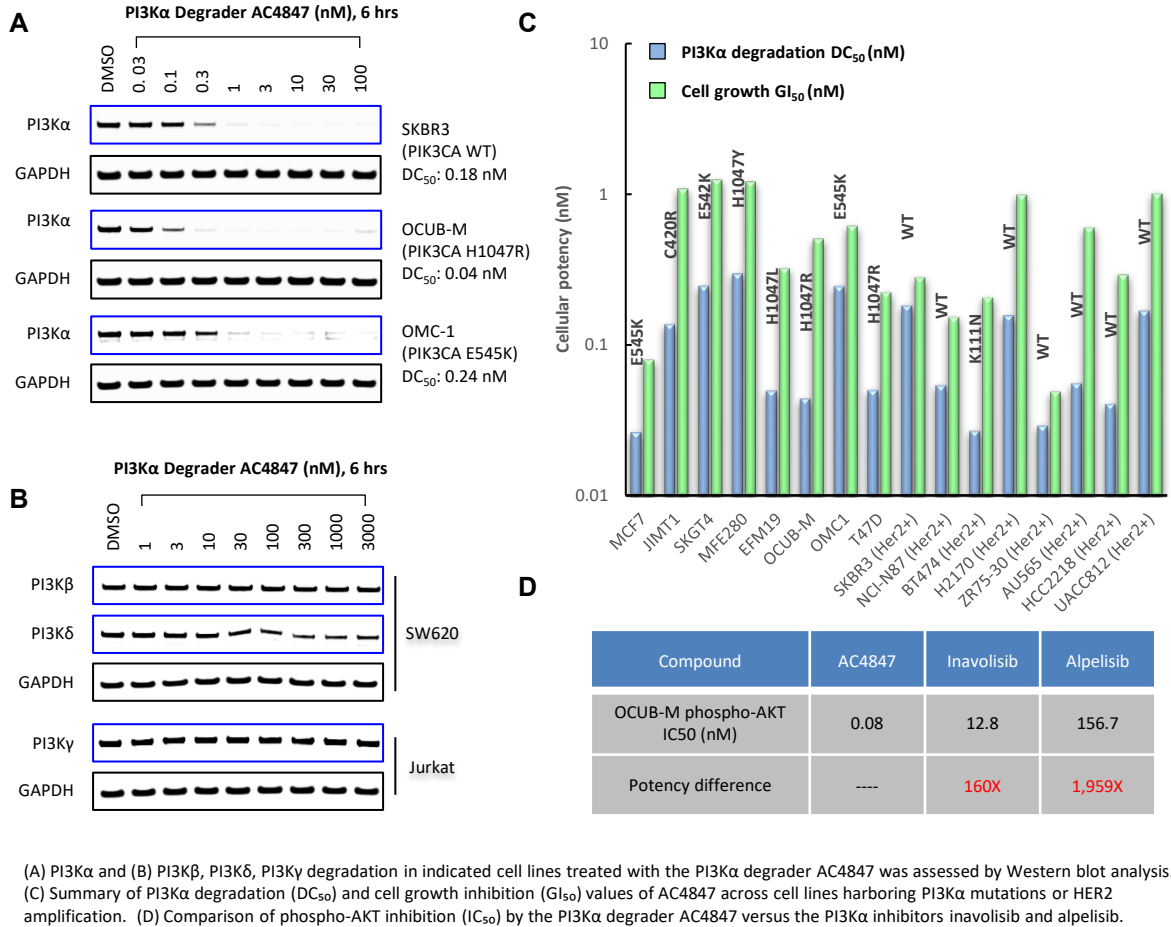 A
PI3Kα Degrader AC4847 (nM), 6 hrs
DMSO
0. 03
0.1
0.3
1
3
10
30
100
PI3Kα
GAPDH
SKBR3
(PIK3CA WT)
DC₅₀: 0.18 nM
PI3Kα
GAPDH
OCUB-M
(PIK3CA H1047R)
DC₅₀: 0.04 nM
PI3Kα
GAPDH
OMC-1
(PIK3CA E545K)
DC₅₀: 0.24 nM
B
PI3Kα Degrader AC4847 (nM), 6 hrs
DMSO
1
3
10
30
100
300
1000
3000
PI3Kβ
PI3Kδ
GAPDH
SW620
PI3Kγ
GAPDH
Jurkat
C
PI3Kα degradation DC₅₀ (nM)
Cell growth GI₅₀ (nM)
Cellular potency (nM)
10
1
0.1
0.01
E545K
C420R
E542K
H1047Y
H1047L
H1047R
E545K
H1047R
WT
WT
K111N
WT
WT
WT
WT
WT
MCF7
JIMT1
SKGT4
MFE280
EFM19
OCUB-M
OMC1
T47D
SKBR3 (Her2+)
NCI-N87 (Her2+)
BT474 (Her2+)
H2170 (Her2+)
ZR75-30 (Her2+)
AU565 (Her2+)
HCC2218 (Her2+)
UACC812 (Her2+)
D
Compound AC4847 Inavolisib Alpelisib
OCUB-M phospho-AKT
IC50 (nM) 0.08 12.8 156.7
Potency difference ---- 160X 1,959X
(A) PI3Kα and (B) PI3Kβ, PI3Kδ, PI3Kγ degradation in indicated cell lines treated with the PI3Kα degrader AC4847 was assessed by Western blot analysis.
(C) Summary of PI3Kα degradation (DC₅₀) and cell growth inhibition (GI₅₀) values of AC4847 across cell lines harboring PI3Kα mutations or HER2
amplification. (D) Comparison of phospho-AKT inhibition (IC₅₀) by the PI3Kα degrader AC4847 versus the PI3Kα inhibitors inavolisib and alpelisib.